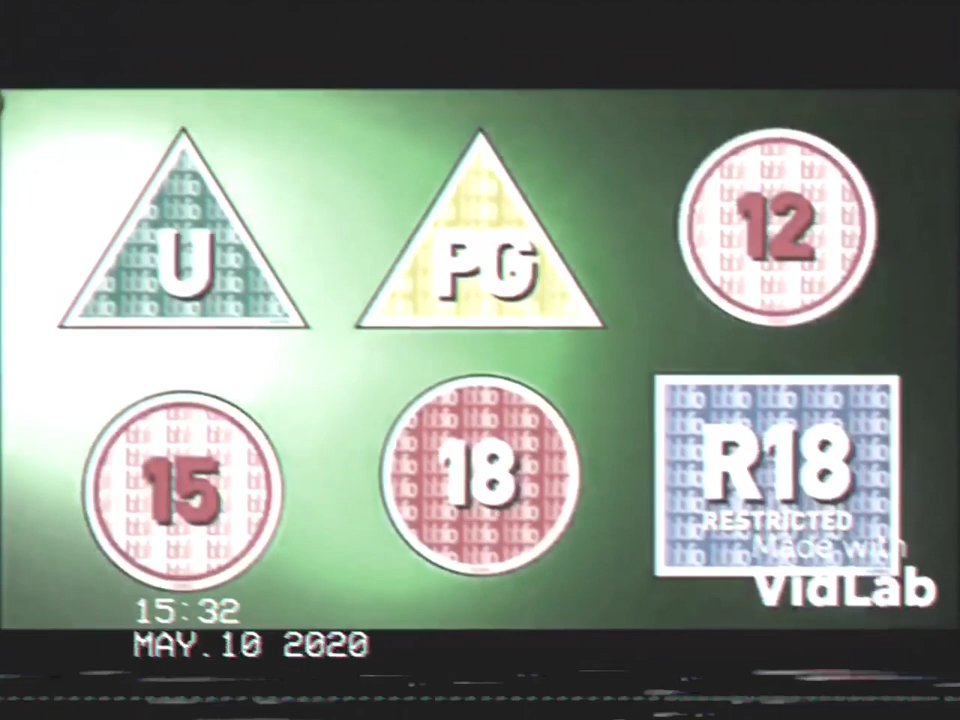 U
PG
12
15
18
R18
RESTRICTED
Made with
VidLab
15:32
MAY.10 2020